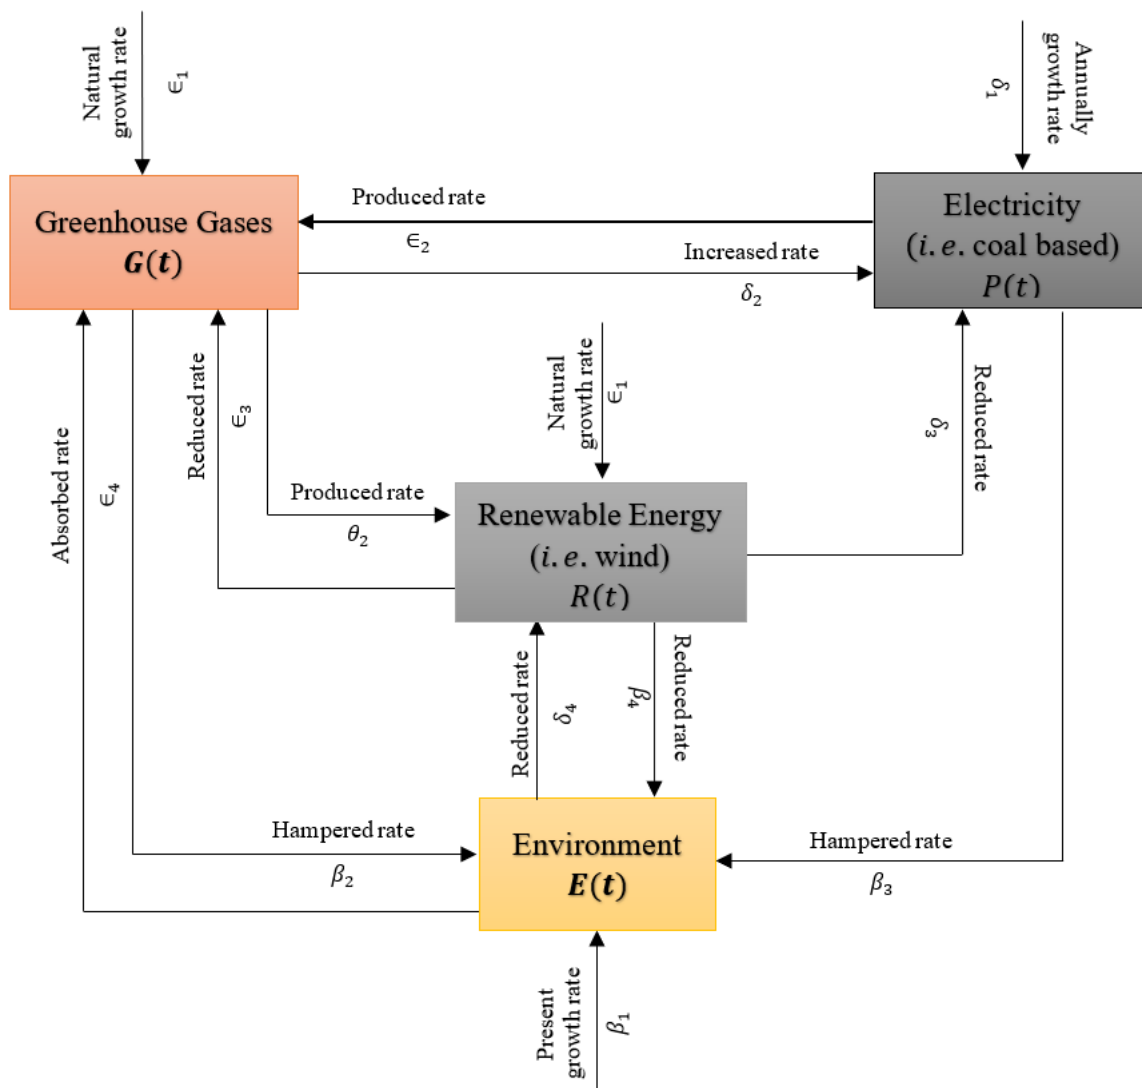 Natural
growth rate
∈₁
Annually
growth rate
δ₁
Greenhouse Gases
G(t)
Produced rate
∈₂
Increased rate
δ₂
Electricity
(i.e. coal based)
P(t)
Absorbed rate
∈₄
Reduced rate
∈₃
Natural
growth rate
∈₁
Reduced rate
δ₃
Produced rate
θ₂
Renewable Energy
(i.e. wind)
R(t)
Reduced rate
δ₄
Reduced rate
β₄
Hampered rate
β₂
Environment
E(t)
Hampered rate
β₃
Present
growth rate
β₁